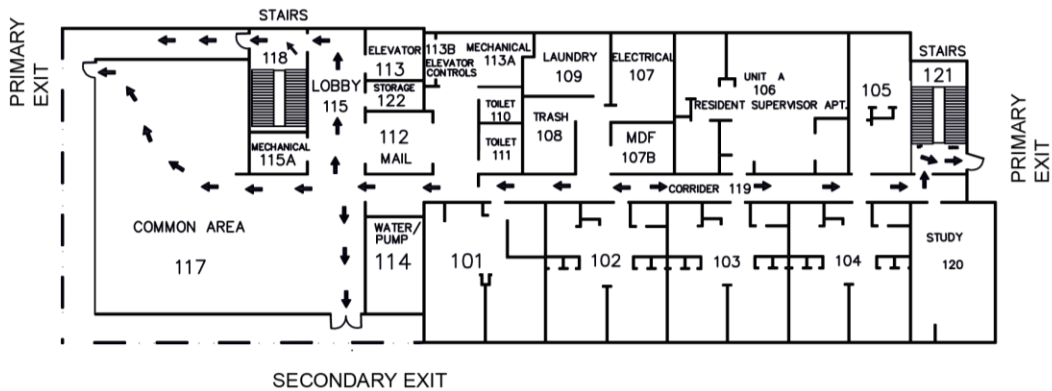 STAIRS
PRIMARY
EXIT
118
LOBBY
115
ELEVATOR
113
113B
ELEVATOR
CONTROLS
MECHANICAL
113A
LAUNDRY
109
ELECTRICAL
107
UNIT A
106
RESIDENT SUPERVISOR APT.
105
STAIRS
121
STORAGE
122
MECHANICAL
115A
112
MAIL
TOILET
110
TOILET
111
TRASH
108
MDF
107B
PRIMARY
EXIT
CORRIDER 119
COMMON AREA
117
WATER/
PUMP
114
101
102
103
104
STUDY
120
SECONDARY EXIT